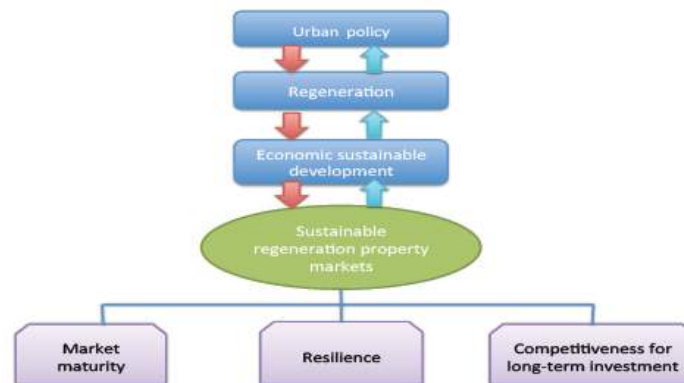 Urban policy
Regeneration
Economic sustainable
development
Sustainable
regeneration property
markets
Market
maturity
Resilience
Competitiveness for
long-term investment